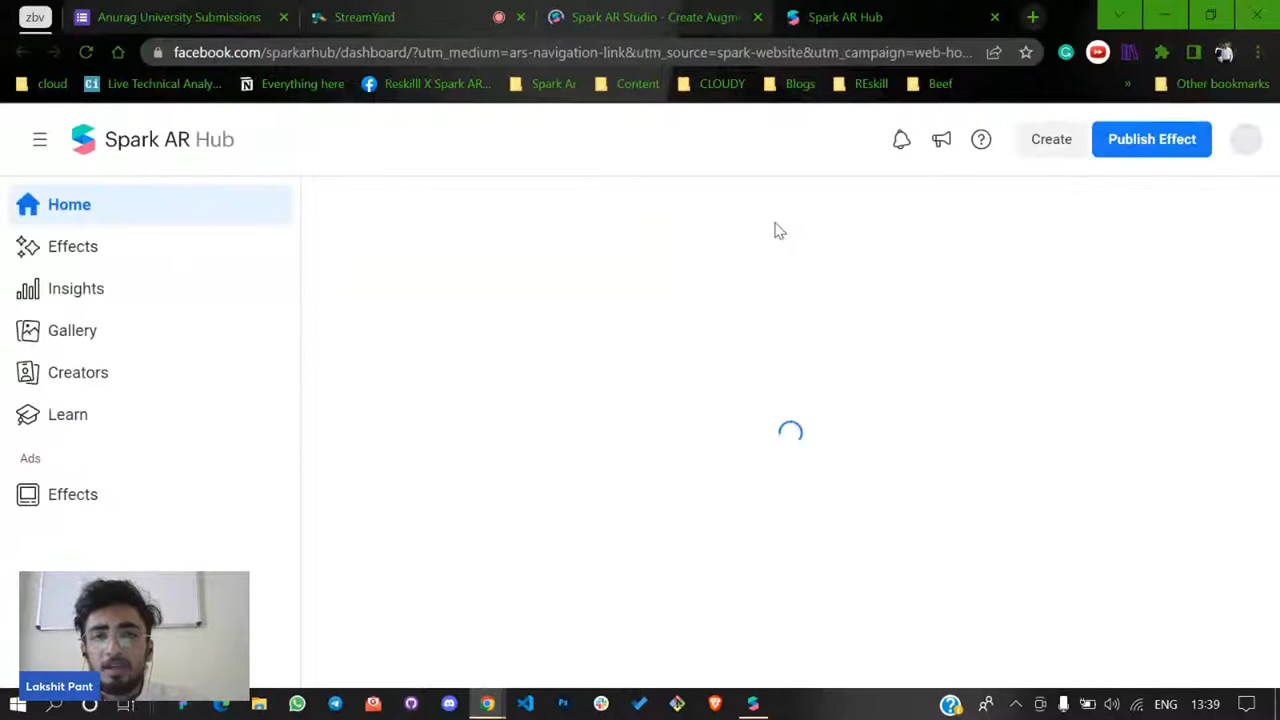 zbv
Anurag University Submissions
StreamYard
Spark AR Studio - Create Augm
Spark AR Hub
facebook.com/sparkarhub/dashboard/?utm_medium=ars-navigation-link&utm_source=spark-website&utm_campaign=web-ho...
cloud
Live Technical Analy...
Everything here
Reskilll X Spark AR...
Spark Ar
Content
CLOUDY
Blogs
REskill
Beef
»
Other bookmarks
Spark AR Hub
Create
Publish Effect
Home
Effects
Insights
Gallery
Creators
Learn
Ads
Effects
Lakshit Pant
ENG
13:39